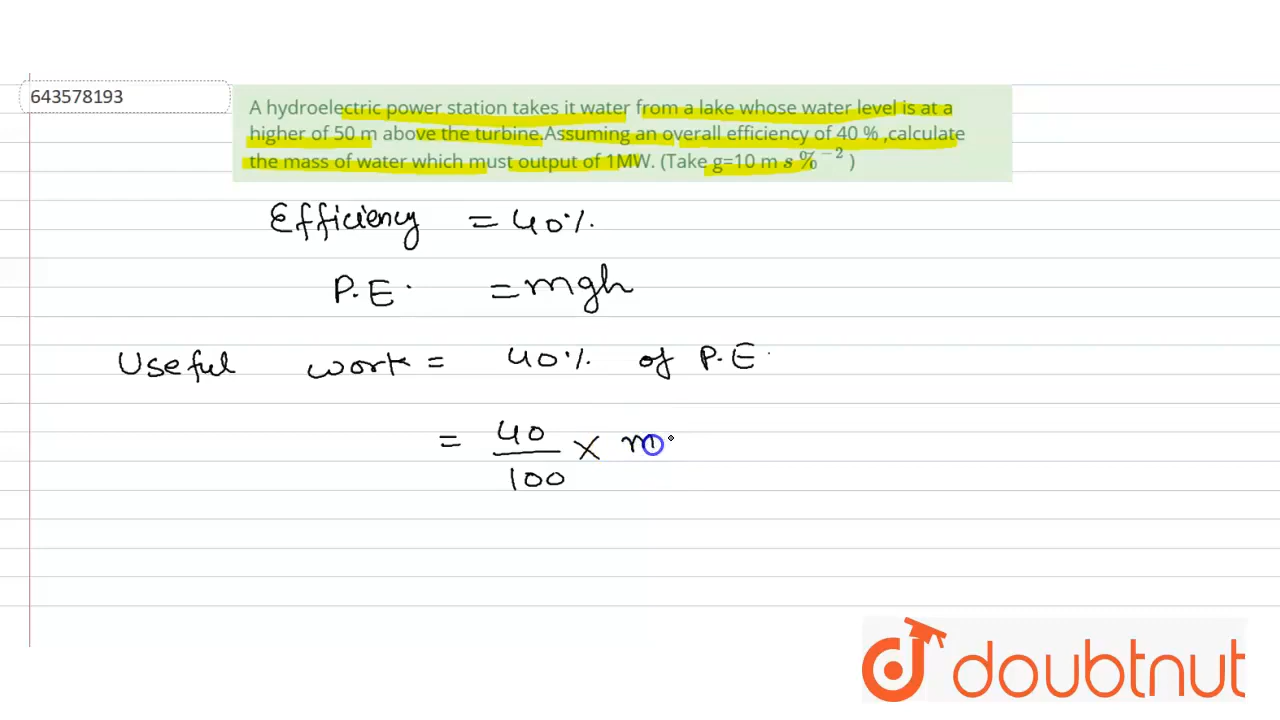 643578193
A hydroelectric power station takes it water from a lake whose water level is at a
higher of 50 m above the turbine.Assuming an overall efficiency of 40 % ,calculate
the mass of water which must output of 1MW. (Take g=10 m s%⁻² )
Efficiency = 40%.
P.E. = mgh
Useful work = 40% of P.E.
= 40/100 × m
doubtnut